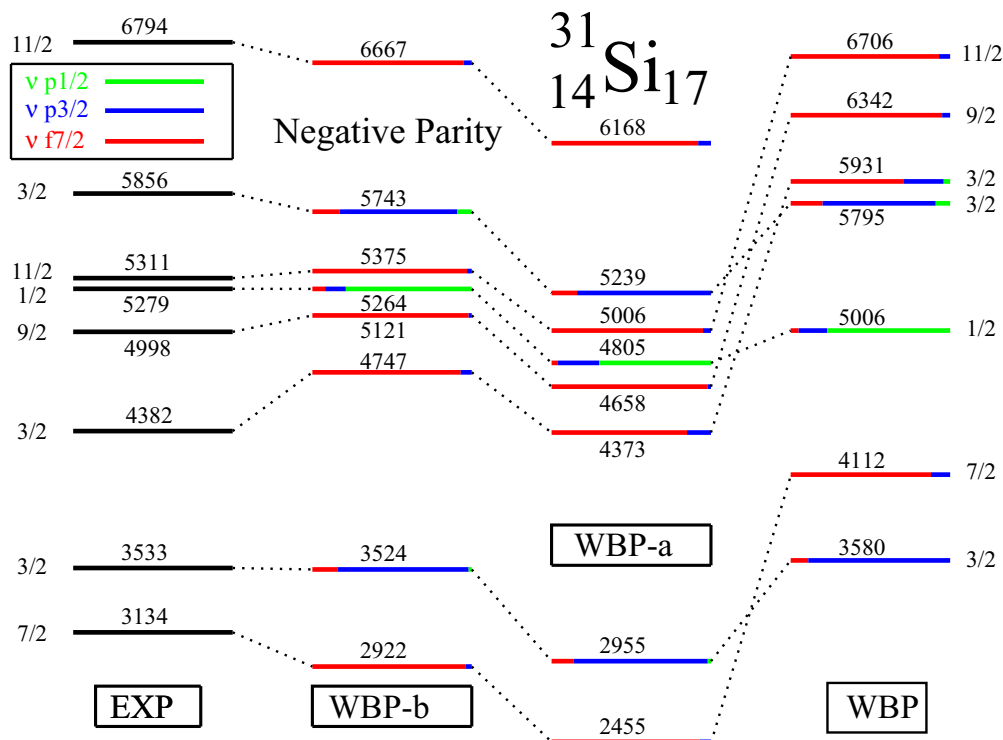 11/2 6794 6667 6706 11/2
ν p1/2
ν p3/2
ν f7/2
Negative Parity
31
14 Si 17
6168
6342 9/2
3/2 5856 5743 5931 3/2
5795 3/2
11/2 5311 5375 5239
1/2 5279 5264 5006 5006 1/2
9/2 4998 5121 4805
4747 4658
3/2 4382 4373
4112 7/2
WBP-a
3/2 3533 3524 3580 3/2
7/2 3134 2922 2955
EXP WBP-b WBP
2455